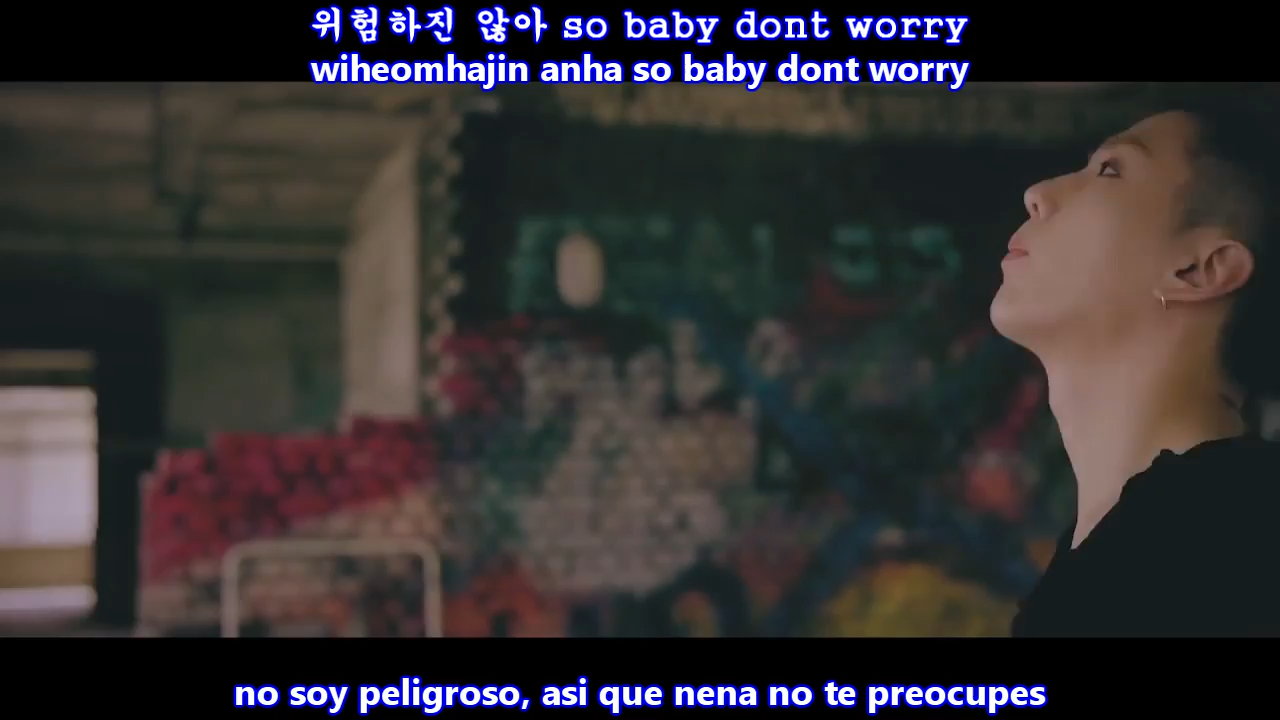 위험하진 않아 so baby dont worry
wiheomhajin anha so baby dont worry
no soy peligroso, asi que nena no te preocupes